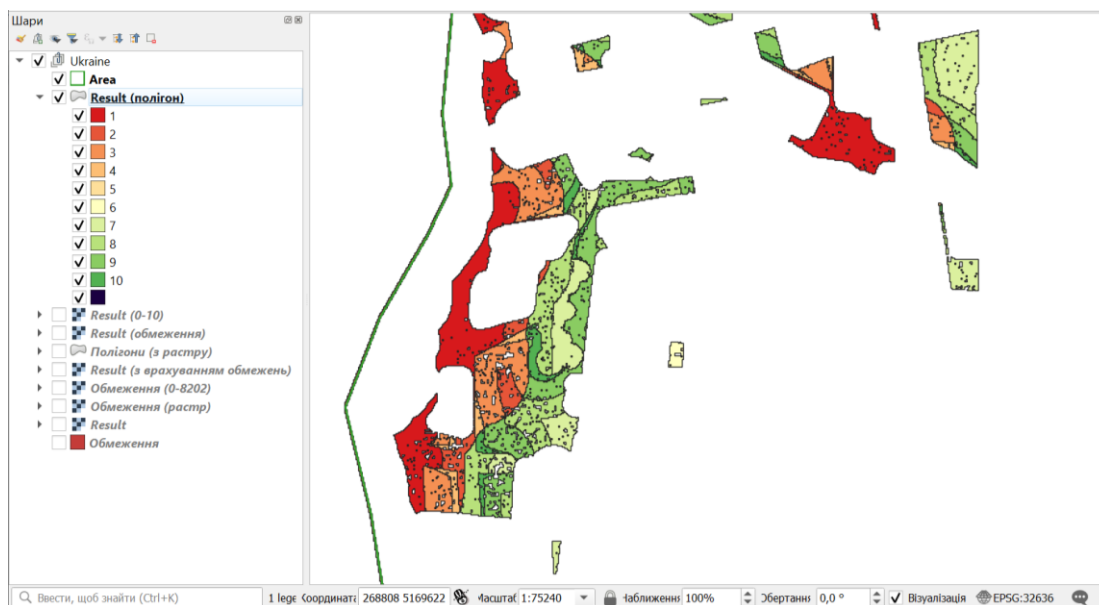 Шари
Ukraine
Area
Result (полігон)
1
2
3
4
5
6
7
8
9
10
Result (0-10)
Result (обмеження)
Полігони (з растру)
Result (з врахуванням обмежень)
Обмеження (0-8202)
Обмеження (растр)
Result
Обмеження
Ввести, щоб знайти (Ctrl+K) 1 lege Координата 268808 5169622 Масштаб 1:75240 наближення 100% Обертання 0,0 ° Візуалізація EPSG:32636